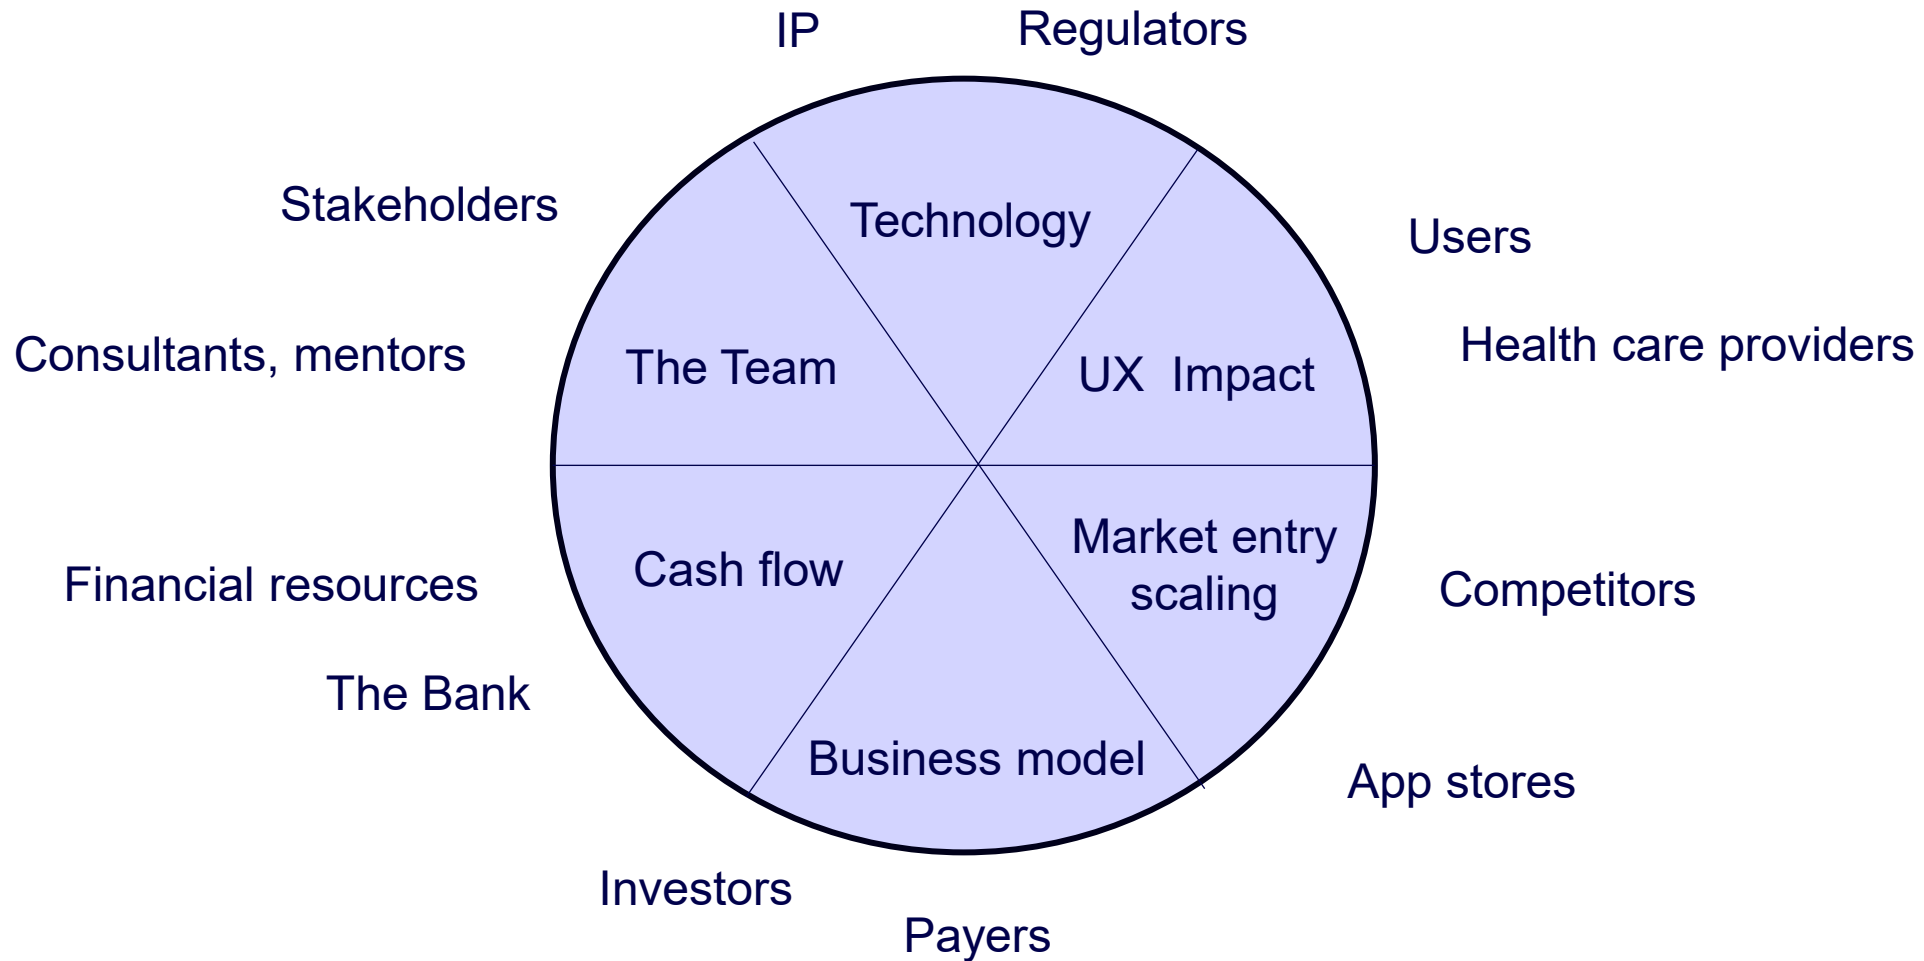 IP
Regulators
Stakeholders
Technology
Users
Consultants, mentors
The Team
UX  Impact
Health care providers
Financial resources
Cash flow
Market entry
scaling
Competitors
The Bank
Business model
App stores
Investors
Payers